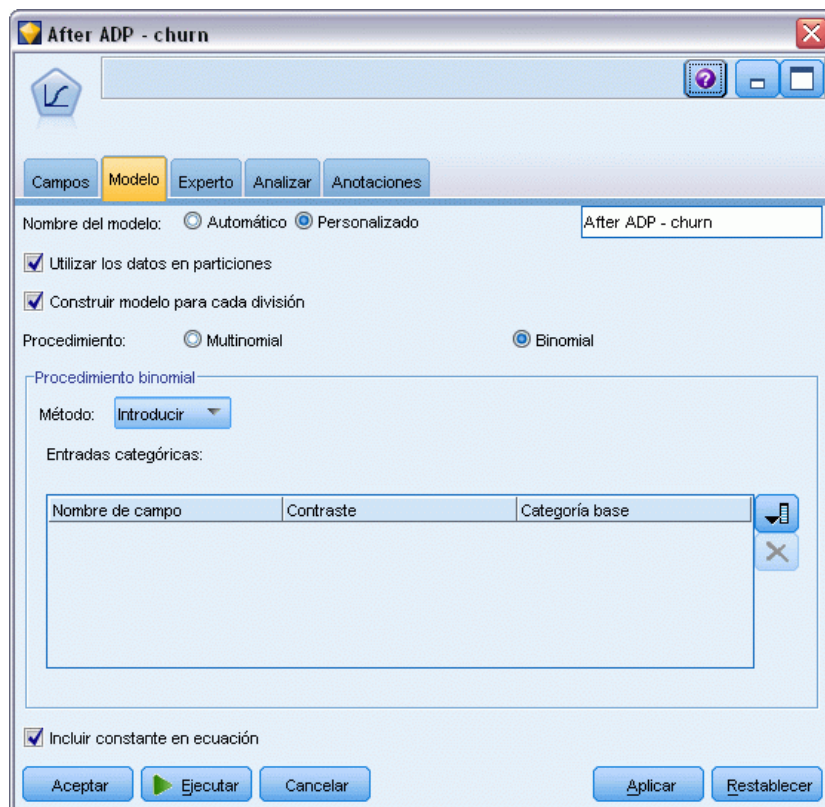 After ADP - churn
?
Campos Modelo Experto Analizar Anotaciones
Nombre del modelo: Automático Personalizado After ADP - churn
Utilizar los datos en particiones
Construir modelo para cada división
Procedimiento: Multinomial Binomial
Procedimiento binomial
Método: Introducir
Entradas categóricas:
Nombre de campo Contraste Categoría base
Incluir constante en ecuación
Aceptar Ejecutar Cancelar Aplicar Restablecer